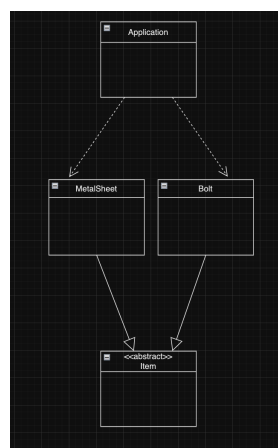 Application
MetalSheet
Bolt
<<abstract>>
Item